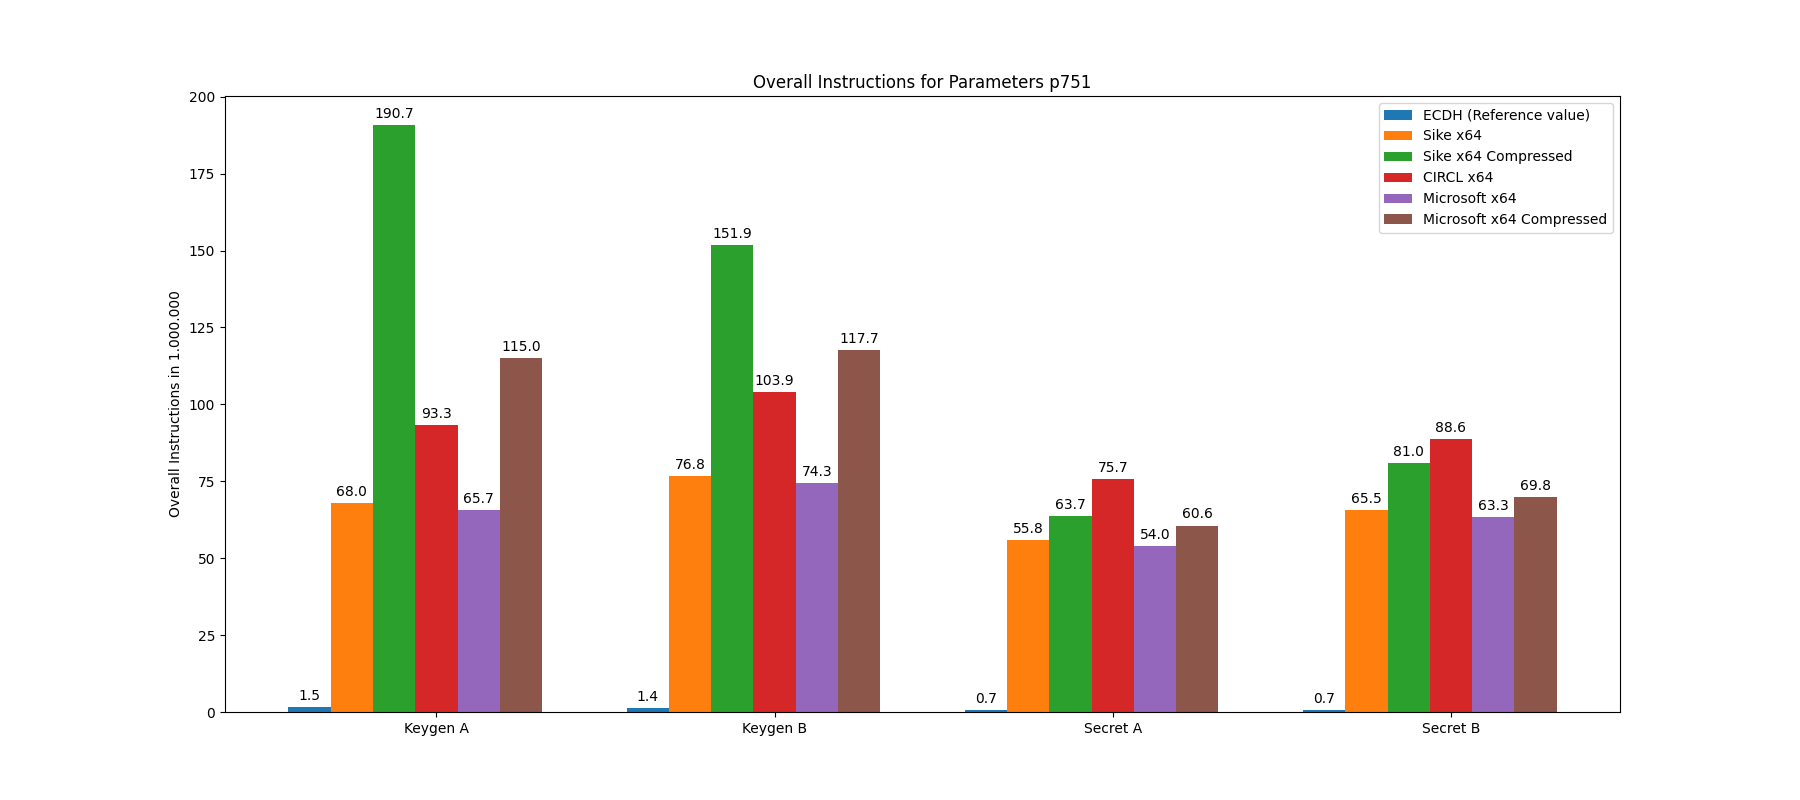 Overall Instructions for Parameters p751
Overall Instructions in 1.000.000
200
175
150
125
100
75
50
25
0
ECDH (Reference value)
Sike x64
Sike x64 Compressed
CIRCL x64
Microsoft x64
Microsoft x64 Compressed
1.5
68.0
190.7
93.3
65.7
115.0
1.4
76.8
151.9
103.9
74.3
117.7
0.7
55.8
63.7
75.7
54.0
60.6
0.7
65.5
81.0
88.6
63.3
69.8
Keygen A
Keygen B
Secret A
Secret B